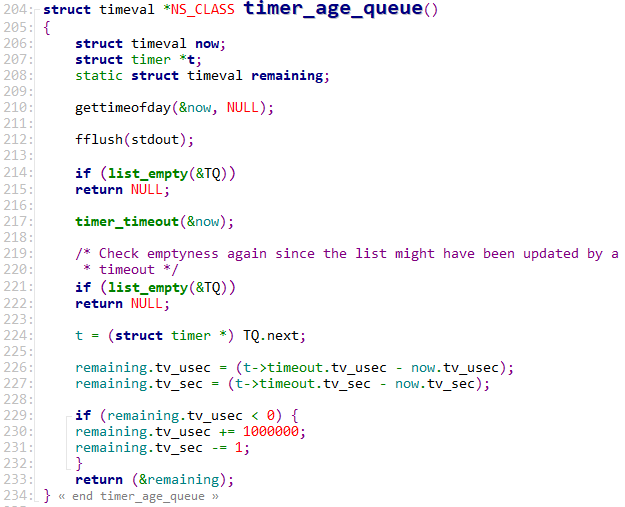 204: struct timeval *NS_CLASS timer_age_queue()
205: {
206:     struct timeval now;
207:     struct timer *t;
208:     static struct timeval remaining;
209:
210:     gettimeofday(&now, NULL);
211:
212:     fflush(stdout);
213:
214:     if (list_empty(&TQ))
215:     return NULL;
216:
217:     timer_timeout(&now);
218:
219:     /* Check emptyness again since the list might have been updated by a
220:      * timeout */
221:     if (list_empty(&TQ))
222:     return NULL;
223:
224:     t = (struct timer *) TQ.next;
225:
226:     remaining.tv_usec = (t->timeout.tv_usec - now.tv_usec);
227:     remaining.tv_sec = (t->timeout.tv_sec - now.tv_sec);
228:
229:     if (remaining.tv_usec < 0) {
230:     remaining.tv_usec += 1000000;
231:     remaining.tv_sec -= 1;
232:     }
233:     return (&remaining);
234: } « end timer_age_queue »